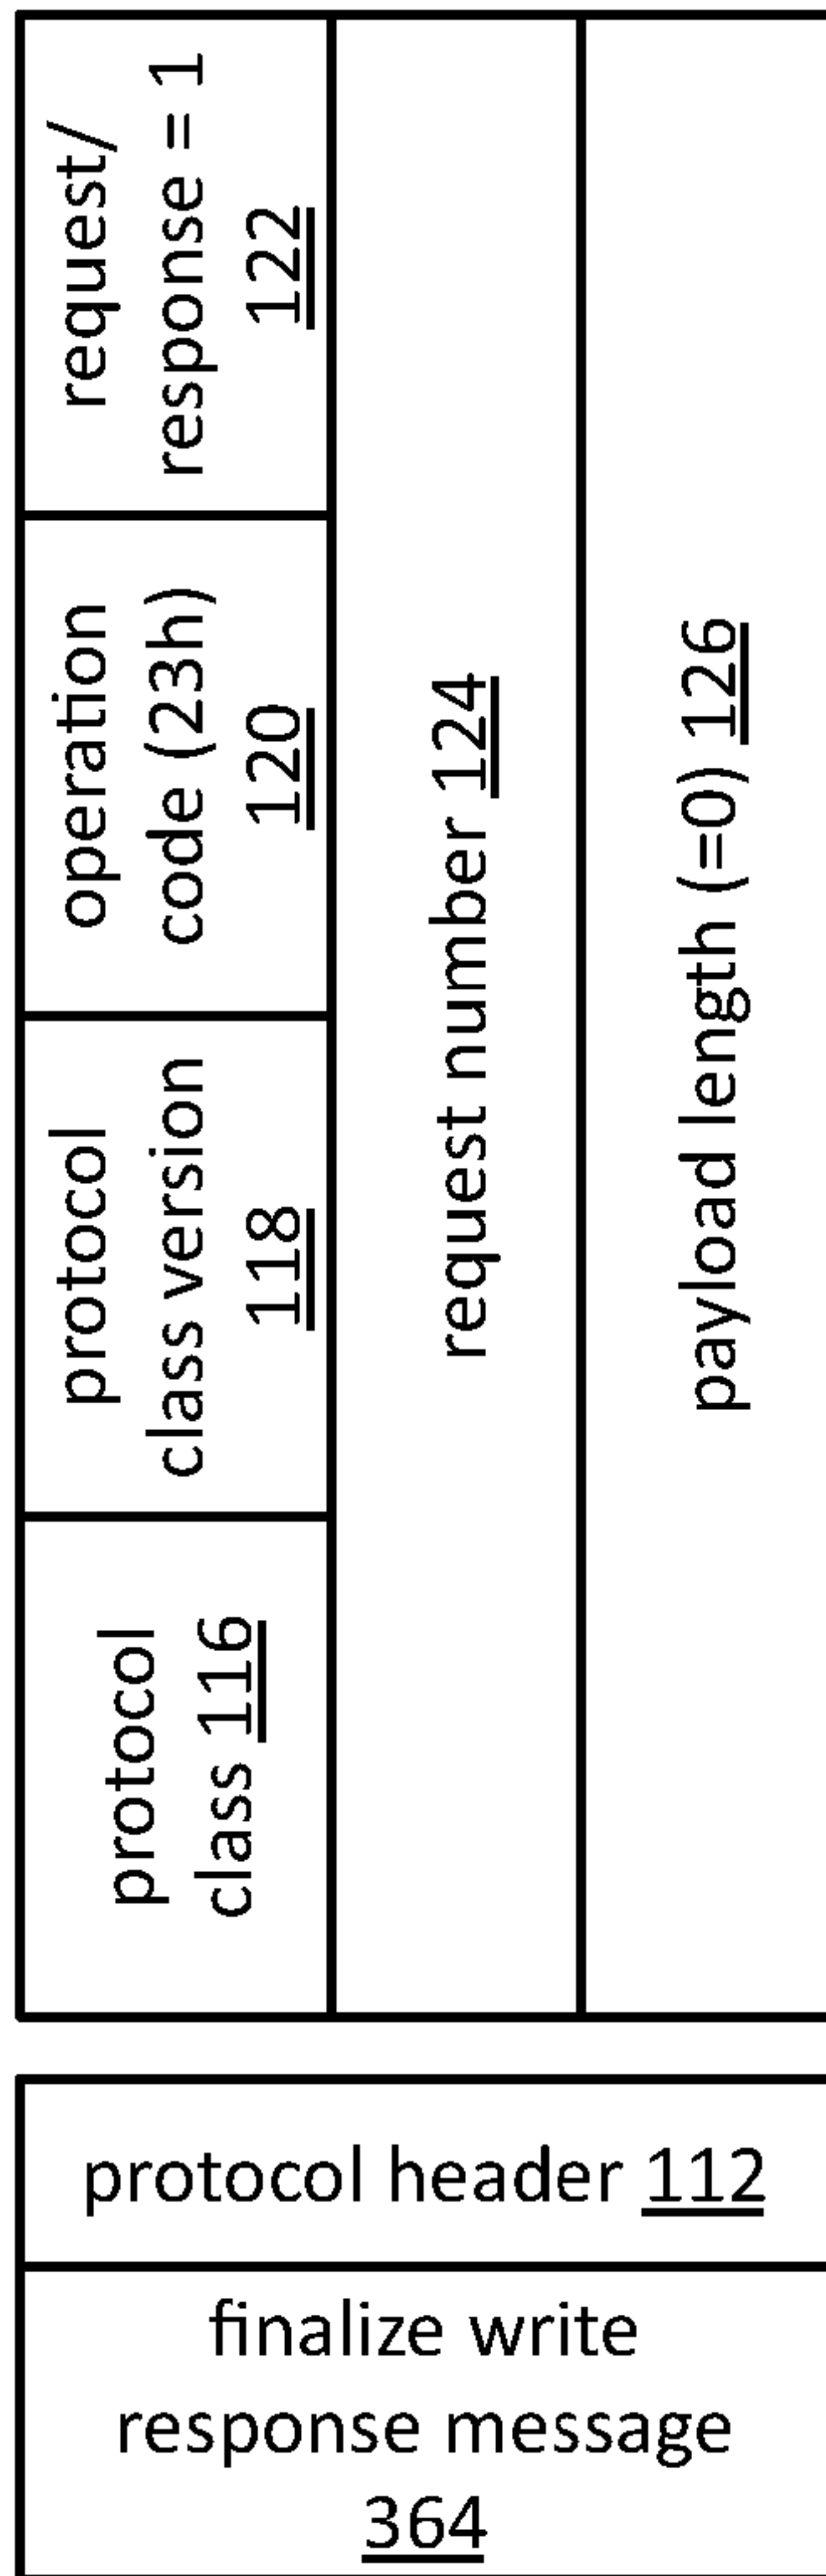 finalize write
response message
364
protocol header 112
protocol
class 116
protocol
class version
118
operation
code (23h)
120
request/
response = 1
122
request number 124
payload length (=0) 126